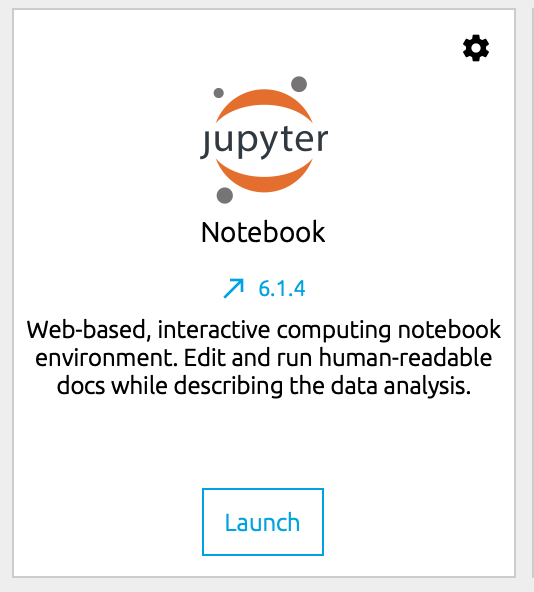 jupyter
Notebook
6.1.4
Web-based, interactive computing notebook
environment. Edit and run human-readable
docs while describing the data analysis.
Launch